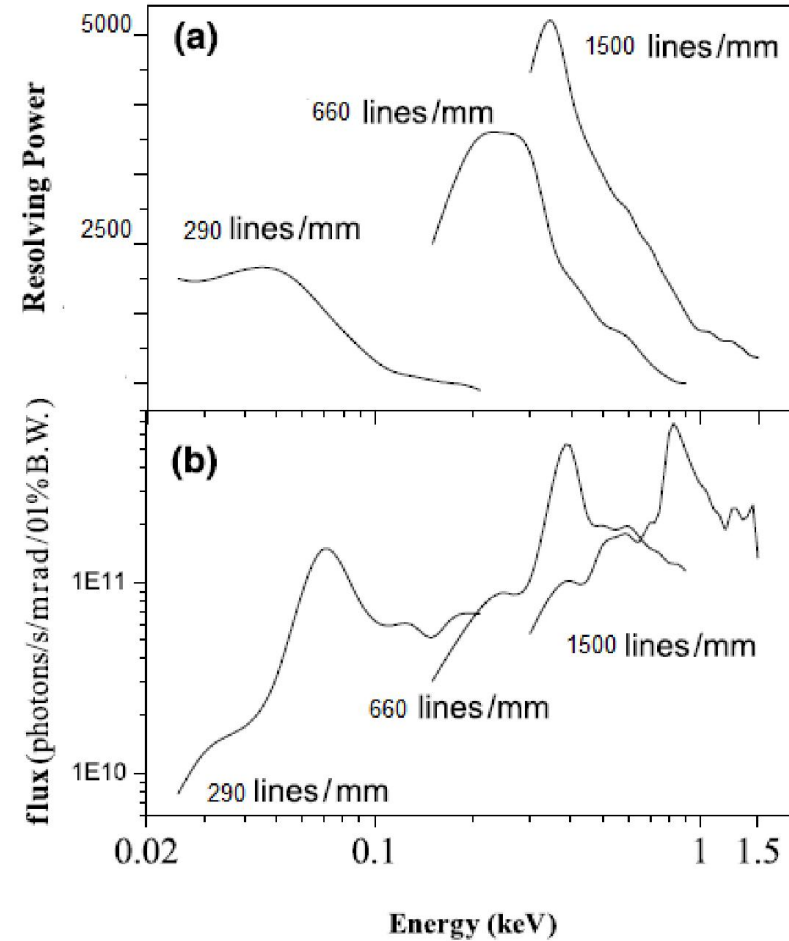 (a)
5000
1500 lines/mm
660 lines/mm
2500
290 lines/mm
Resolving Power
(b)
1E11
1500 lines/mm
660 lines/mm
1E10
290 lines/mm
flux (photons/s/mrad/01%B.W.)
0.02 0.1 1 1.5
Energy (keV)